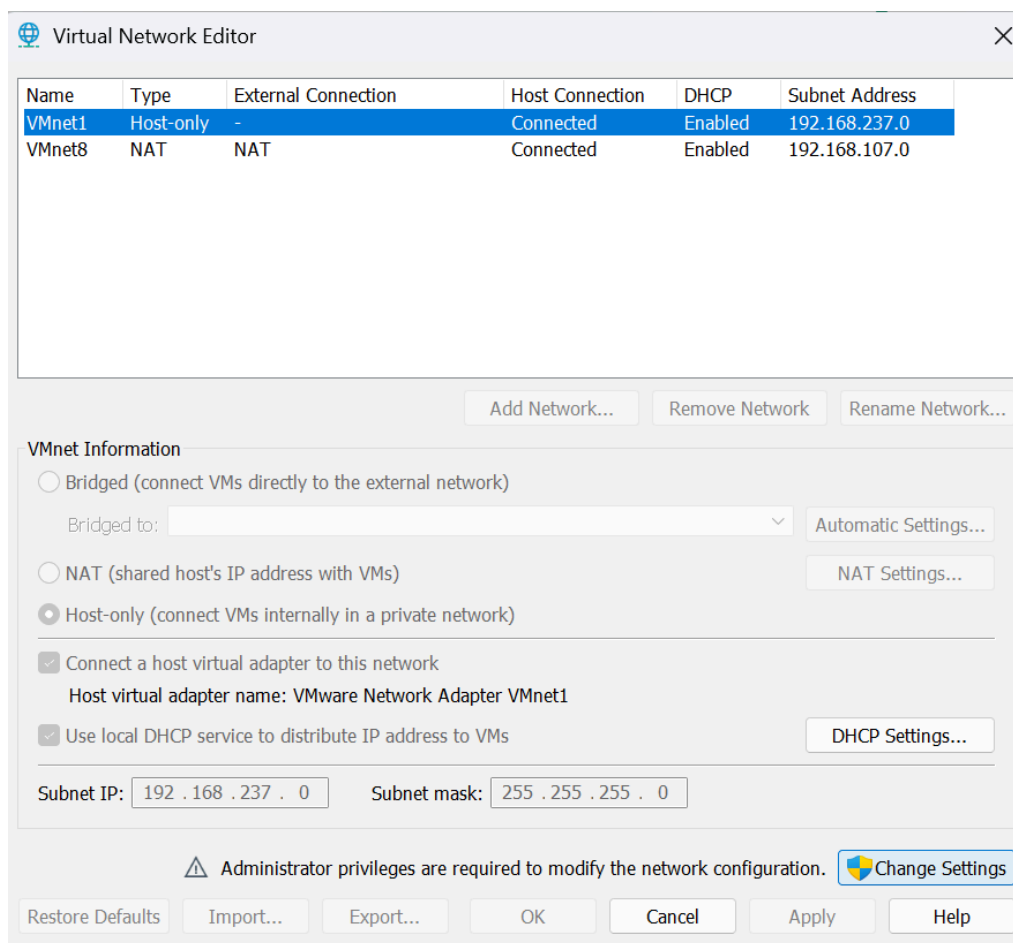 Virtual Network Editor
Name Type External Connection Host Connection DHCP Subnet Address
VMnet1 Host-only - Connected Enabled 192.168.237.0
VMnet8 NAT NAT Connected Enabled 192.168.107.0
Add Network... Remove Network Rename Network...
VMnet Information
Bridged (connect VMs directly to the external network)
Bridged to: Automatic Settings...
NAT (shared host's IP address with VMs) NAT Settings...
Host-only (connect VMs internally in a private network)
Connect a host virtual adapter to this network
Host virtual adapter name: VMware Network Adapter VMnet1
Use local DHCP service to distribute IP address to VMs DHCP Settings...
Subnet IP: 192 . 168 . 237 . 0 Subnet mask: 255 . 255 . 255 . 0
Administrator privileges are required to modify the network configuration. Change Settings
Restore Defaults Import... Export... OK Cancel Apply Help